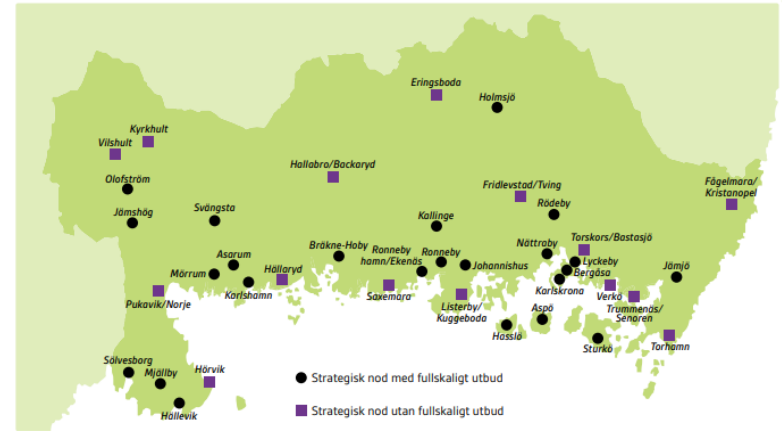 Eringsboda
Holmsjö
Kyrkhult
Vilshult
Hallabro/Backaryd
Olofström
Fridlevstad/Tving
Fågelmara/
Kristanopel
Jämshög
Svängsta
Kallinge
Rödeby
Torskors/Bastasjö
Bräkne-Hoby
Ronneby
hamn/Ekenäs
Ronneby
Nättraby
Asarum
Johannishus
Lyckeby
Bergåsa
Jämjö
Mörrum
Hällaryd
Karlshamn
Karlskrona
Pukavik/Norje
Saxemara
Listerby/
Kuggeboda
Verkö
Trummenäs/
Senoren
Aspö
Hasslö
Sturkö
Torhamn
Sölvesborg
Mjällby
Hörvik
Hällevik
Strategisk nod med fullskaligt utbud
Strategisk nod utan fullskaligt utbud